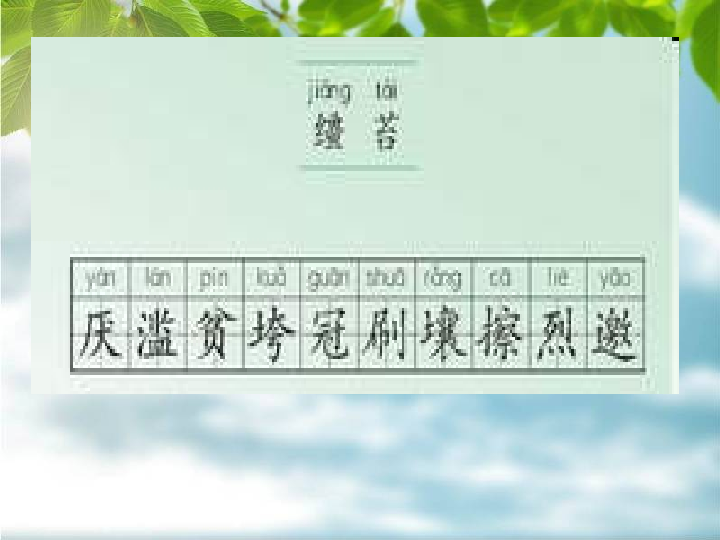 jiāng tái
缰 苔
yàn làn pín kuǎ guān shuā rǎng cā liè yāo
厌 滥 贫 垮 冠 刷 壤 擦 烈 邀